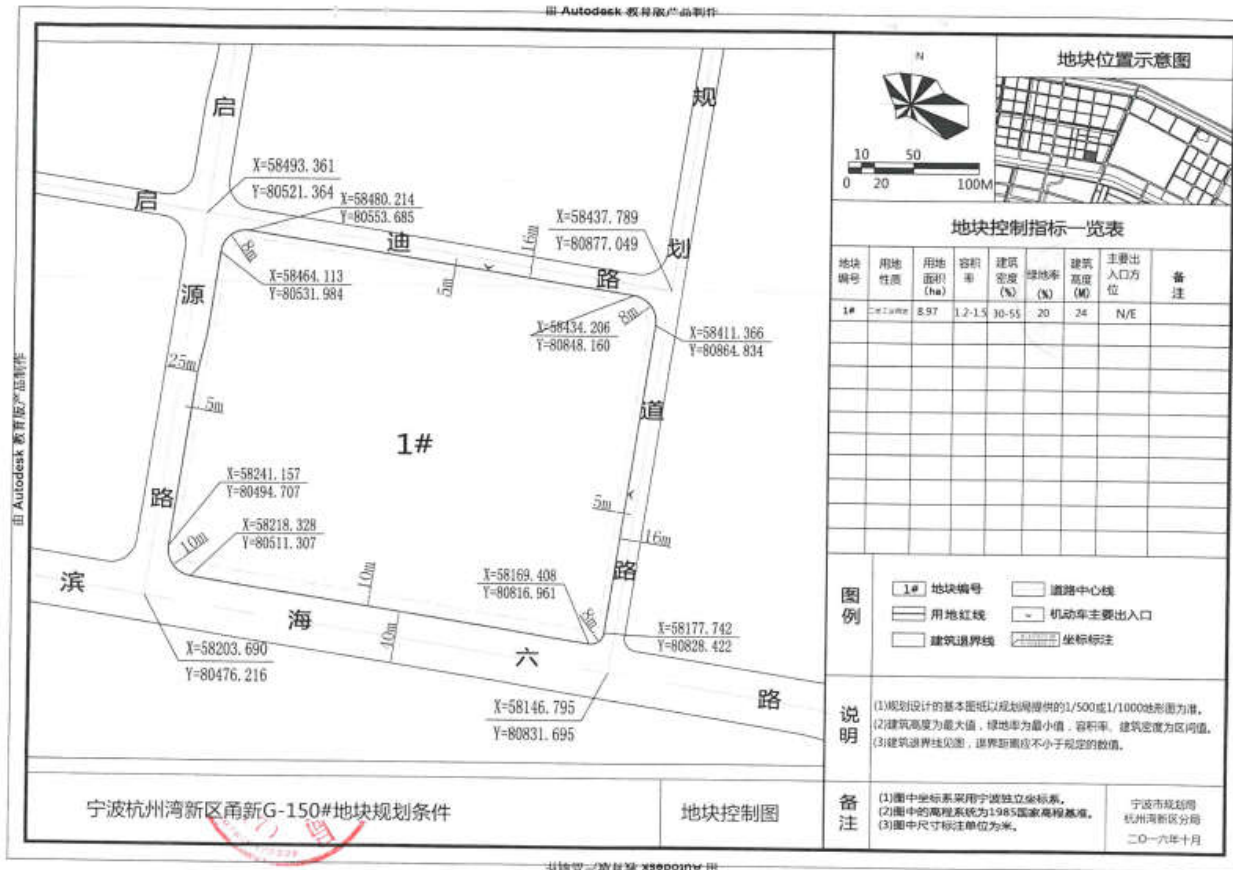 由 Autodesk 教育版产品制作
由 Autodesk 教育版产品制作
启
源
路
启
迪
路
规
划
道
路
滨
海
六
路
X=58493.361
Y=80521.364
X=58480.214
Y=80553.685
X=58437.789
Y=80877.049
X=58464.113
Y=80531.984
X=58434.206
Y=80848.160
X=58411.366
Y=80864.834
X=58241.157
Y=80494.707
X=58218.328
Y=80511.307
X=58169.408
Y=80816.961
X=58177.742
Y=80828.422
X=58203.690
Y=80476.216
X=58146.795
Y=80831.695
16m
8m
5m
8m
25m
5m
1#
5m
16m
10m
10m
40m
8m
N
10 50
0 20 100M
地块位置示意图
地块控制指标一览表
地块编号 用地性质 用地面积(ha) 容积率 建筑密度(%) 绿地率(%) 建筑高度(M) 主要出入口方位 备注
1# 8.97 1.2-1.5 30-55 20 24 N/E
图例
1# 地块编号
道路中心线
用地红线
机动车主要出入口
建筑退界线
坐标标注
说明
(1)规划设计的基本图纸以规划局提供的1/500或1/1000地形图为准。
(2)建筑高度为最大值，绿地率为最小值，容积率、建筑密度为区间值。
(3)建筑退界线见图，退界距离应不小于规定的数值。
宁波杭州湾新区甬新G-150#地块规划条件
地块控制图
备注
(1)图中坐标系采用宁波独立坐标系。
(2)图中的高程系统为1985国家高程基准。
(3)图中尺寸标注单位为米。
宁波市规划局
杭州湾新区分局
二〇一六年十月
由 Autodesk 教育版产品制作